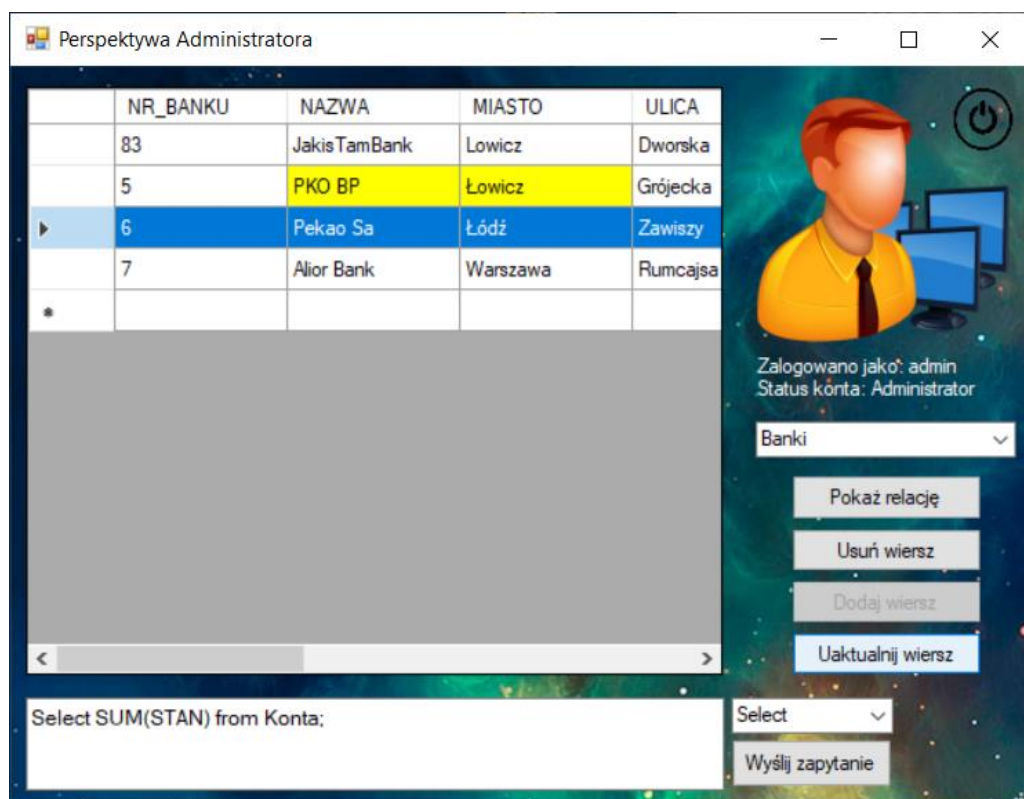 Perspektywa Administratora
NR_BANKU NAZWA MIASTO ULICA
83 JakisTamBank Lowicz Dworska
5 PKO BP Łowicz Grójecka
6 Pekao Sa Łódź Zawiszy
7 Alior Bank Warszawa Rumcajsa
Zalogowano jako: admin
Status konta: Administrator
Banki
Pokaż relację
Usuń wiersz
Dodaj wiersz
Uaktualnij wiersz
Select SUM(STAN) from Konta;
Select
Wyślij zapytanie